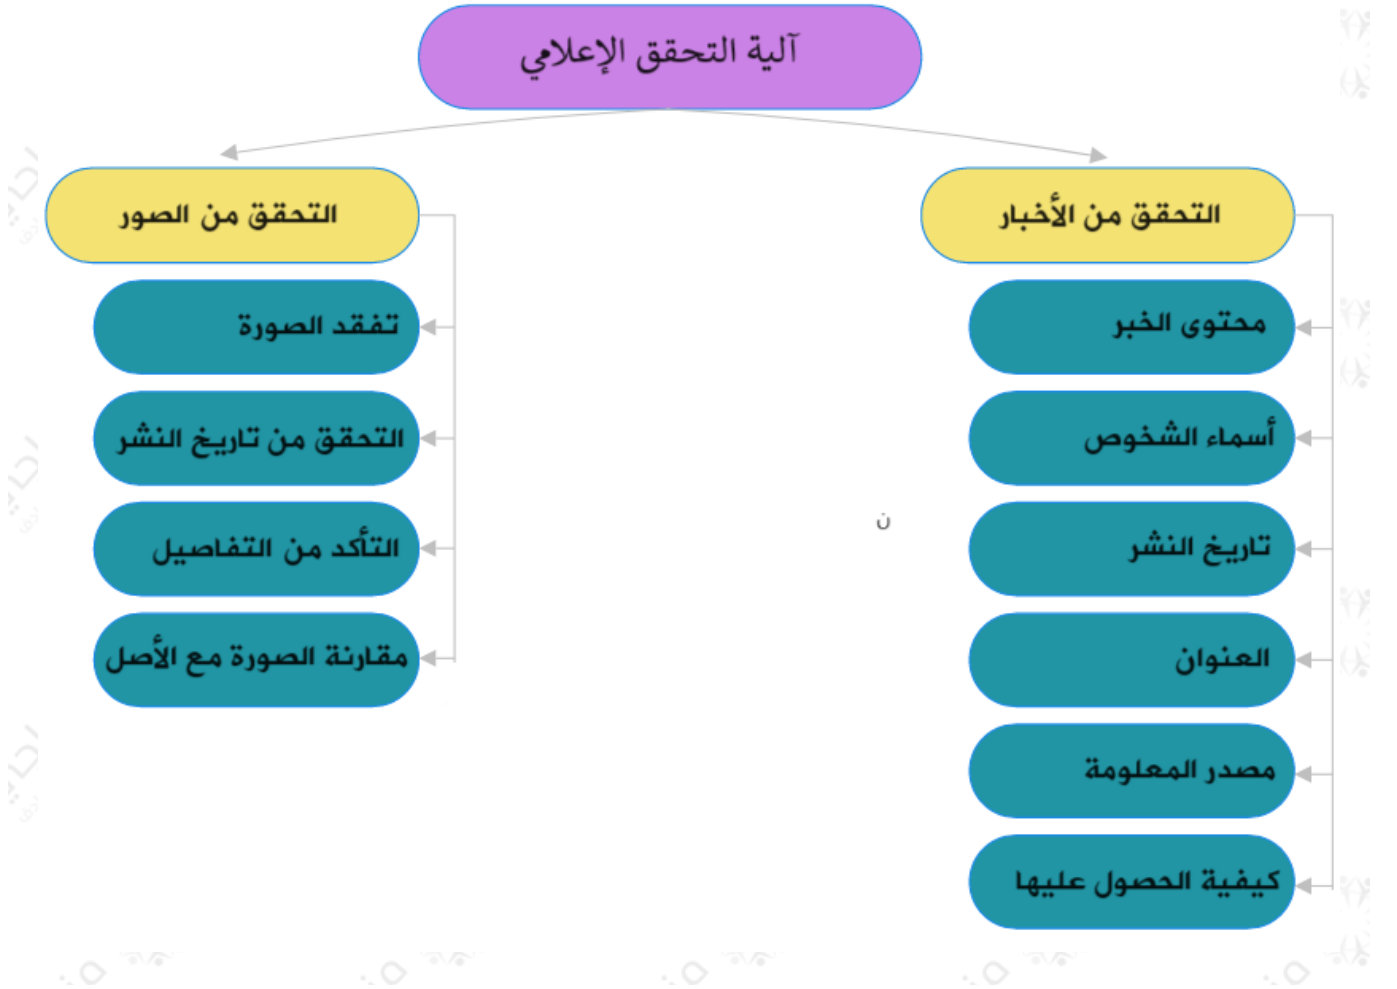 آلية التحقق الإعلامي
التحقق من الأخبار
محتوى الخبر
أسماء الشخوص
تاريخ النشر
العنوان
مصدر المعلومة
كيفية الحصول عليها
ن
التحقق من الصور
تفقد الصورة
التحقق من تاريخ النشر
التأكد من التفاصيل
مقارنة الصورة مع الأصل